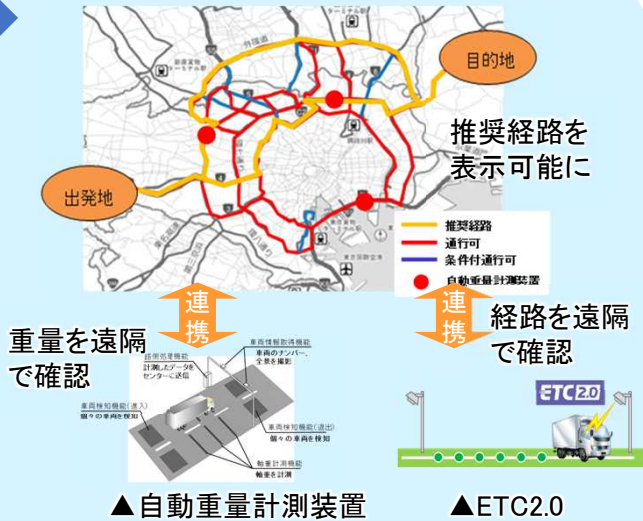 目的地
推奨経路を
表示可能に
出発地
外環道
推奨経路
通行可
条件付通行可
自動重量計測装置
連
携
連
携
重量を遠隔
で確認
経路を遠隔
で確認
車両情報取得機能
車両のナンバー、
全景を撮影
路側処理機能
計測したデータを
センターに送信
車両検知機能(進入)
個々の車両を検知
車両検知機能(退出)
個々の車両を検知
軸重計測機能
軸重を計測
ETC2.0
▲自動重量計測装置
▲ETC2.0